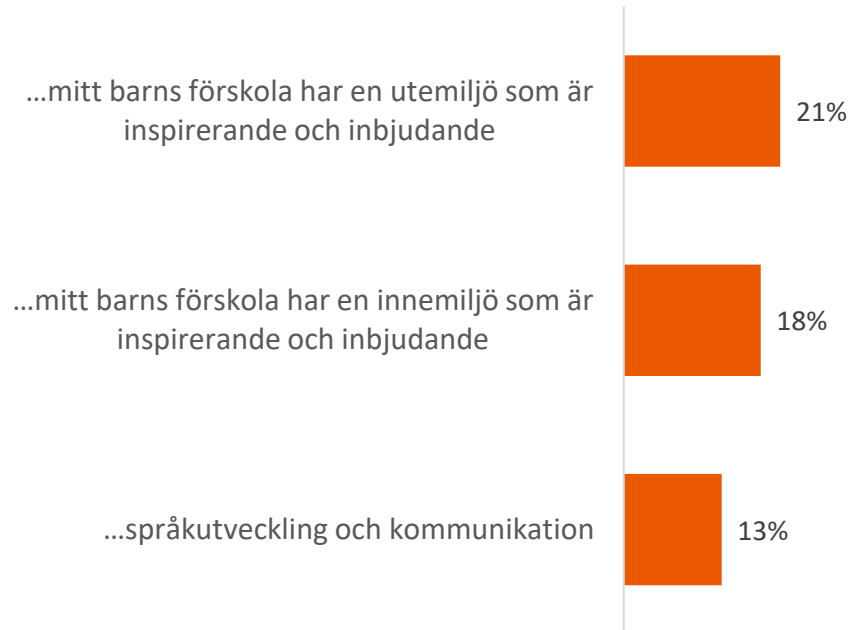 ...mitt barns förskola har en utemiljö som är
inspirerande och inbjudande
21%
...mitt barns förskola har en innemiljö som är
inspirerande och inbjudande
18%
...språkutveckling och kommunikation
13%